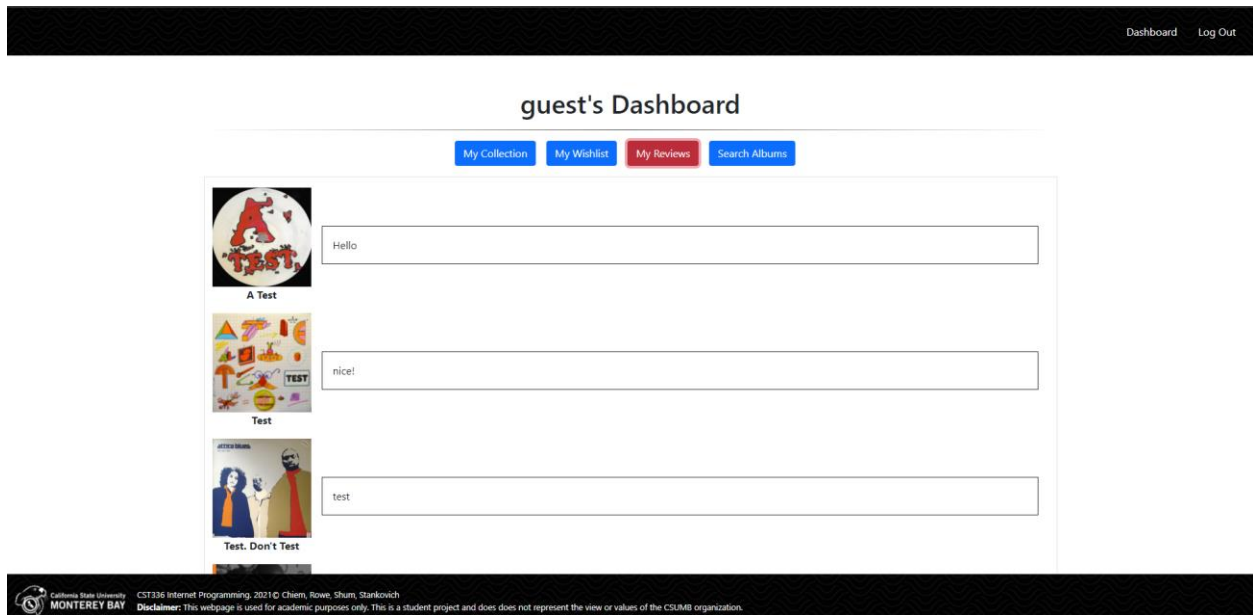 Dashboard Log Out
guest's Dashboard
My Collection My Wishlist My Reviews Search Albums
A
TEST
Hello
A Test
TEST
nice!
Test
attica blues
test
Test. Don't Test
California State University
MONTEREY BAY
CST336 Internet Programming. 2021© Chiem, Rowe, Shum, Stankovich
Disclaimer: This webpage is used for academic purposes only. This is a student project and does does not represent the view or values of the CSUMB organization.